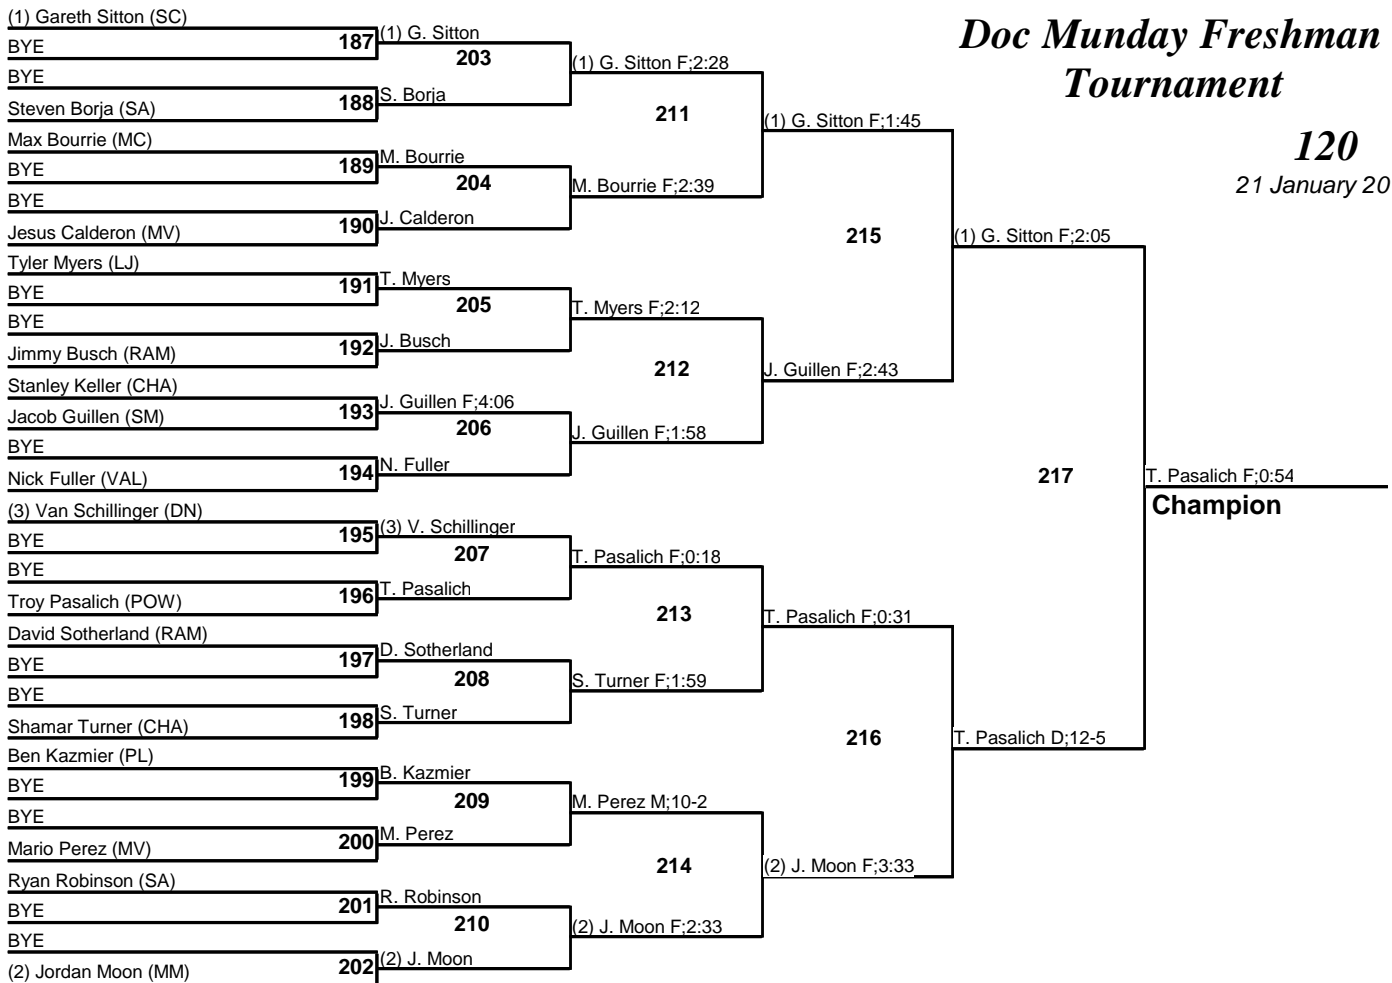 Doc Munday Freshman
Tournament
120
21 January 20
(1) Gareth Sitton (SC)
BYE
187
BYE
Steven Borja (SA)
188
Max Bourrie (MC)
BYE
189
BYE
Jesus Calderon (MV)
190
Tyler Myers (LJ)
BYE
191
BYE
Jimmy Busch (RAM)
192
Stanley Keller (CHA)
Jacob Guillen (SM)
193
BYE
Nick Fuller (VAL)
194
(3) Van Schillinger (DN)
BYE
195
BYE
Troy Pasalich (POW)
196
David Sotherland (RAM)
BYE
197
BYE
Shamar Turner (CHA)
198
Ben Kazmier (PL)
BYE
199
BYE
Mario Perez (MV)
200
Ryan Robinson (SA)
BYE
201
BYE
(2) Jordan Moon (MM)
202
(1) G. Sitton
203
S. Borja
M. Bourrie
204
J. Calderon
T. Myers
205
J. Busch
J. Guillen F;4:06
206
N. Fuller
(3) V. Schillinger
207
T. Pasalich
D. Sotherland
208
S. Turner
B. Kazmier
209
M. Perez
R. Robinson
210
(2) J. Moon
(1) G. Sitton F;2:28
211
M. Bourrie F;2:39
T. Myers F;2:12
212
J. Guillen F;1:58
T. Pasalich F;0:18
213
S. Turner F;1:59
M. Perez M;10-2
214
(2) J. Moon F;2:33
(1) G. Sitton F;1:45
215
J. Guillen F;2:43
T. Pasalich F;0:31
216
(2) J. Moon F;3:33
(1) G. Sitton F;2:05
217
T. Pasalich D;12-5
T. Pasalich F;0:54
Champion